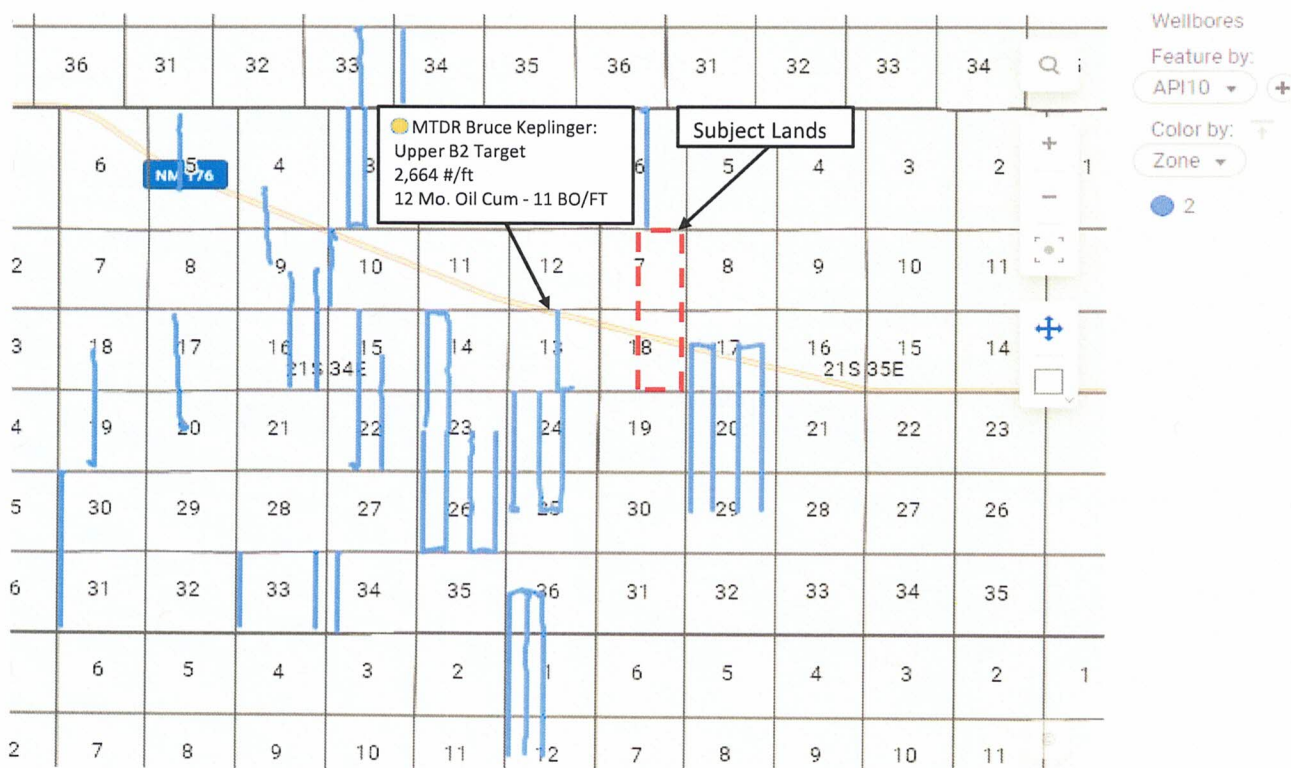 36 31 32 33 34 35 36 31 32 33 34
MTDR Bruce Keplinger:
Upper B2 Target
2,664 #/ft
12 Mo. Oil Cum - 11 BO/FT
Subject Lands
6 5 4 3 6 5 4 3 2 1
NM 176
2 7 8 9 10 11 12 7 8 9 10 11
3 18 17 16 15 14 13 18 17 16 15 14
21S 34E 21S 35E
4 19 20 21 22 23 24 19 20 21 22 23
5 30 29 28 27 26 25 30 29 28 27 26
6 31 32 33 34 35 36 31 32 33 34 35
6 5 4 3 2 1 6 5 4 3 2 1
2 7 8 9 10 11 12 7 8 9 10 11
Wellbores
Feature by:
API10
Color by:
Zone
2